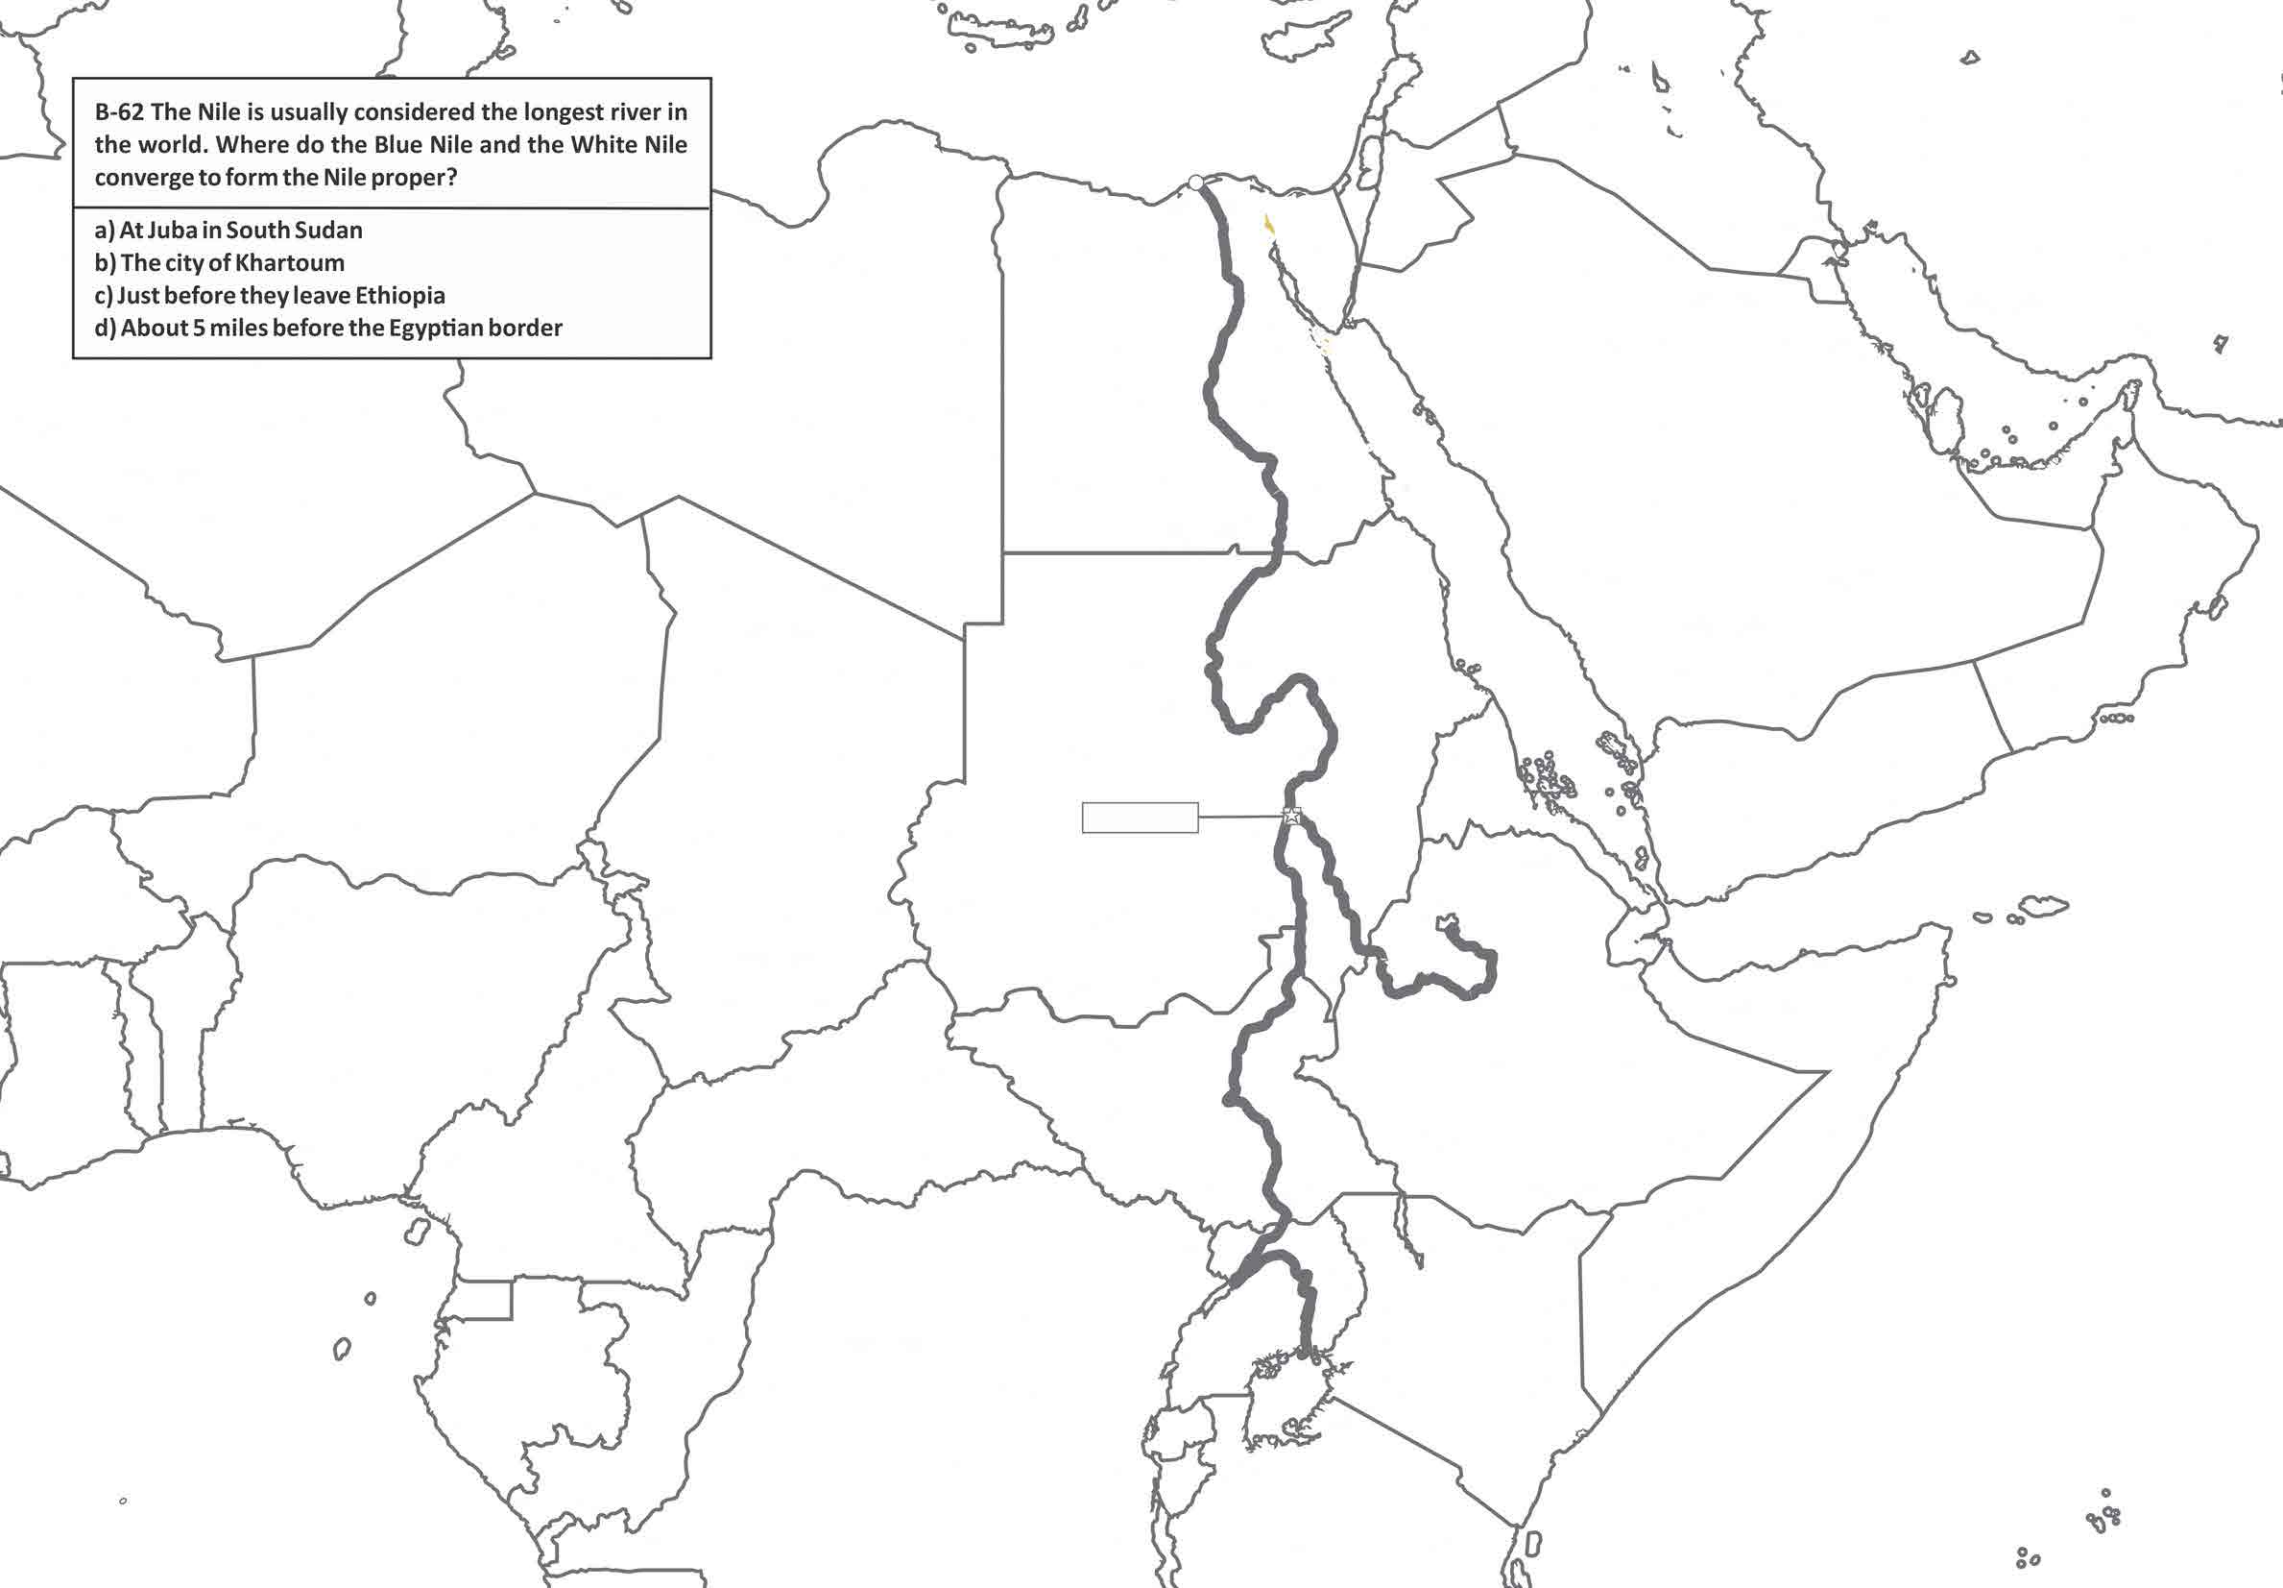 B-62 The Nile is usually considered the longest river in
the world. Where do the Blue Nile and the White Nile
converge to form the Nile proper?
a) At Juba in South Sudan
b) The city of Khartoum
c) Just before they leave Ethiopia
d) About 5 miles before the Egyptian border